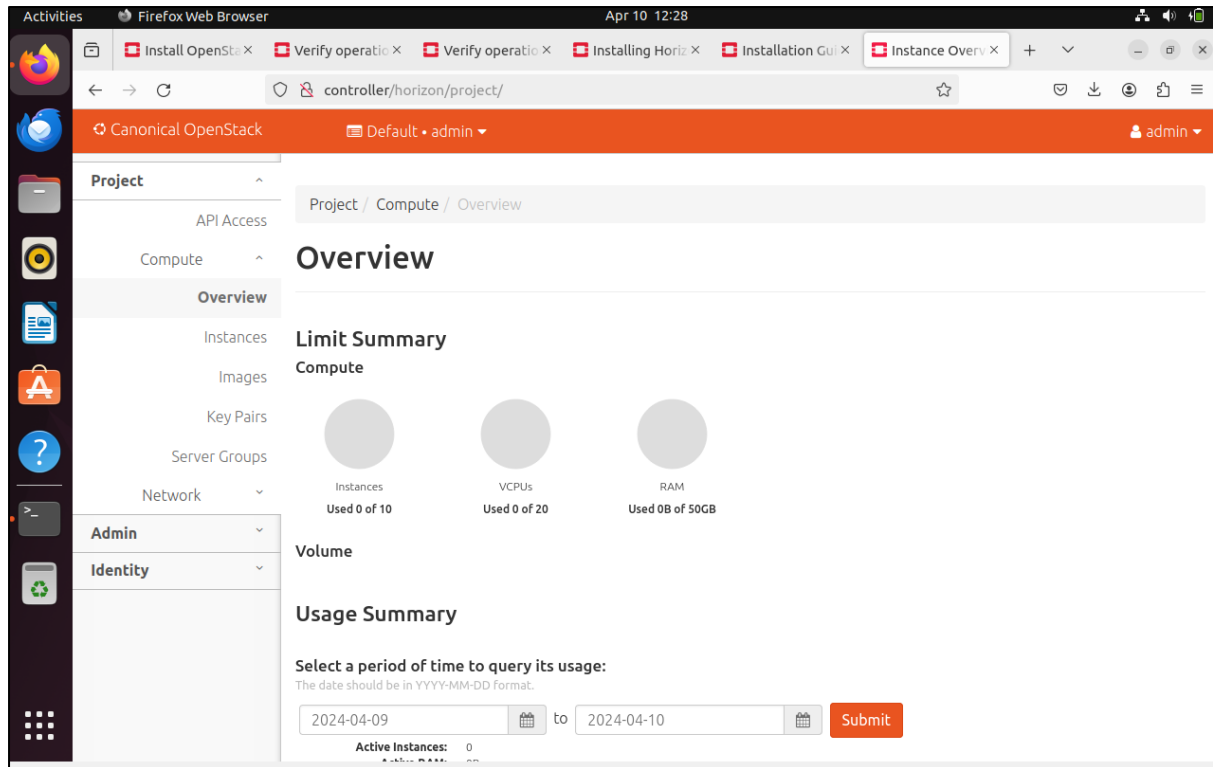 Activities Firefox Web Browser Apr 10 12:28
Install OpenSta Verify operatio Verify operatio Installing Horiz Installation Gui Instance Overv
controller/horizon/project/
Canonical OpenStack Default • admin admin
Project
API Access
Compute
Overview
Instances
Images
Key Pairs
Server Groups
Network
Admin
Identity
Project / Compute / Overview
Overview
Limit Summary
Compute
Instances VCPUs RAM
Used 0 of 10 Used 0 of 20 Used 0B of 50GB
Volume
Usage Summary
Select a period of time to query its usage:
The date should be in YYYY-MM-DD format.
2024-04-09 to 2024-04-10 Submit
Active Instances: 0